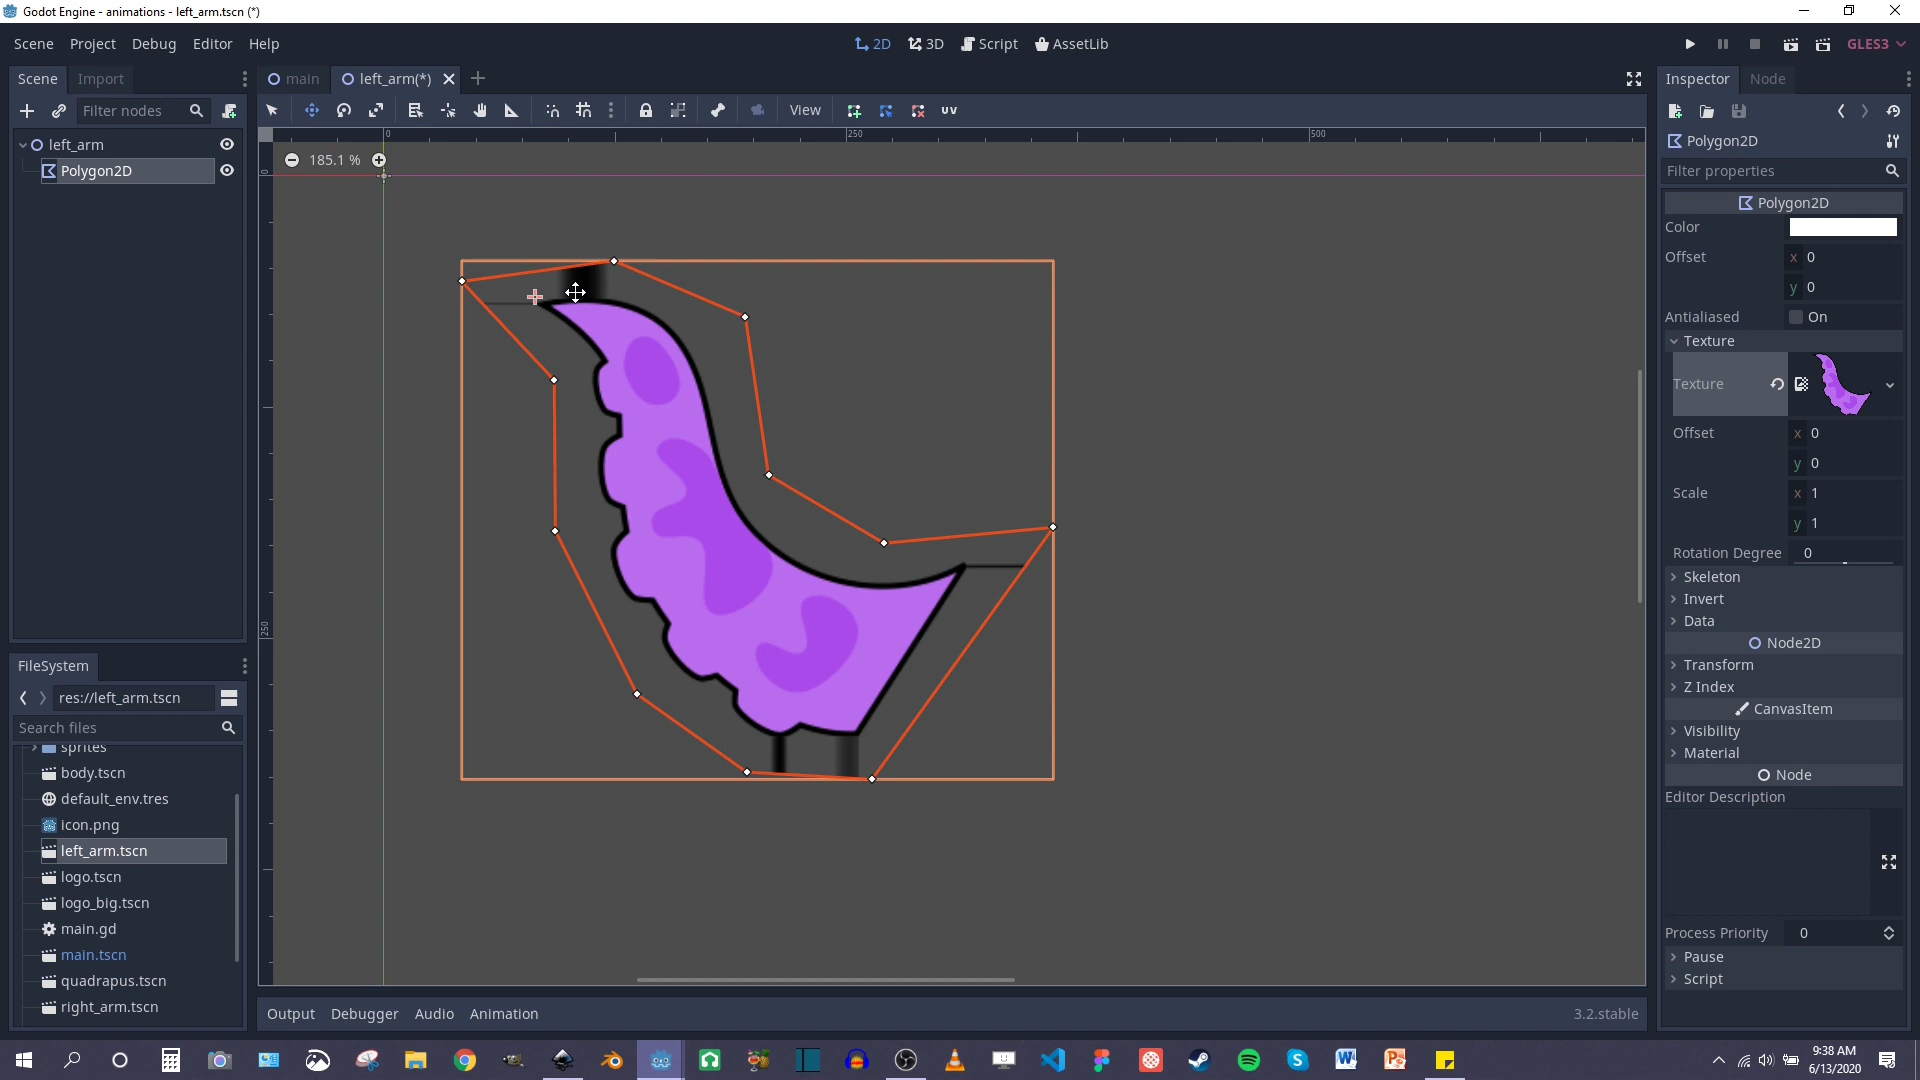 Godot Engine - animations - left_arm.tscn (*)
Scene Project Debug Editor Help
2D 3D Script AssetLib
GLES3
Scene Import
main left_arm(*)
Inspector Node
Filter nodes
View
UV
0 250 500
left_arm
Polygon2D
185.1 %
0
250
Polygon2D
Filter properties
Polygon2D
Color
Offset x 0
y 0
Antialiased On
Texture
Texture
Offset x 0
y 0
Scale x 1
y 1
Rotation Degree 0
Skeleton
Invert
Data
Node2D
Transform
Z Index
CanvasItem
Visibility
Material
Node
Editor Description
Process Priority 0
Pause
Script
FileSystem
res://left_arm.tscn
Search files
sprites
body.tscn
default_env.tres
icon.png
left_arm.tscn
logo.tscn
logo_big.tscn
main.gd
main.tscn
quadrapus.tscn
right_arm.tscn
Output Debugger Audio Animation
3.2.stable
9:38 AM
6/13/2020